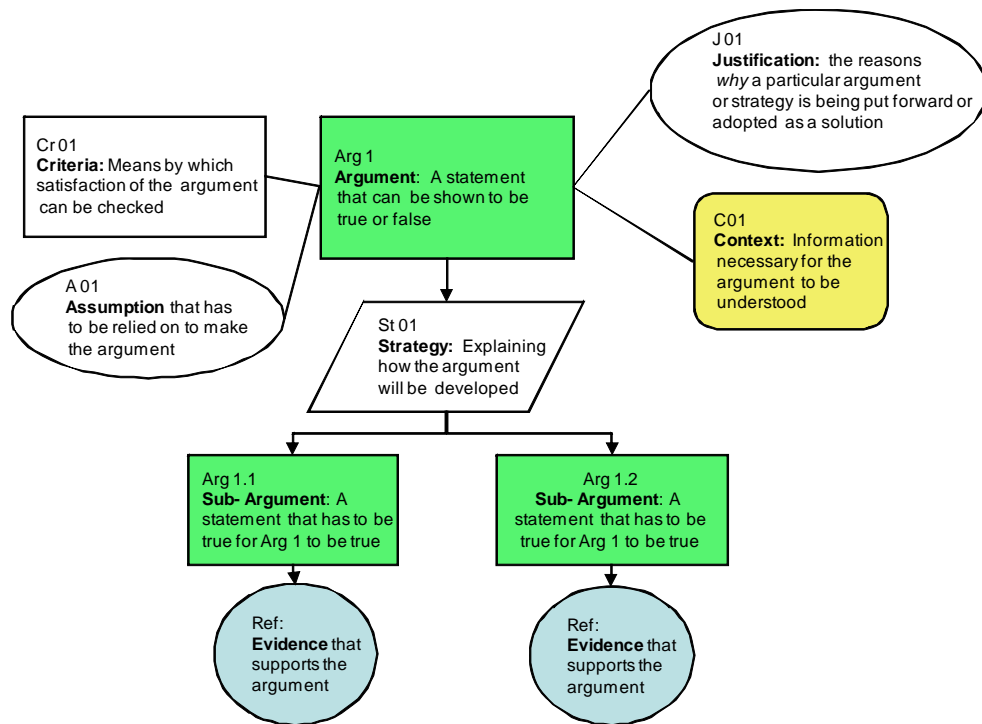 J 01
Justification: the reasons
why a particular argument
or strategy is being put forward or
adopted as a solution
Cr 01
Criteria: Means by which
satisfaction of the argument
can be checked
Arg 1
Argument: A statement
that can be shown to be
true or false
C01
Context: Information
necessary for the
argument to be
understood
A 01
Assumption that has
to be relied on to make
the argument
St 01
Strategy: Explaining
how the argument
will be developed
Arg 1.1
Sub- Argument: A
statement that has to be
true for Arg 1 to be true
Arg 1.2
Sub- Argument: A
statement that has to be
true for Arg 1 to be true
Ref:
Evidence that
supports the
argument
Ref:
Evidence that
supports the
argument